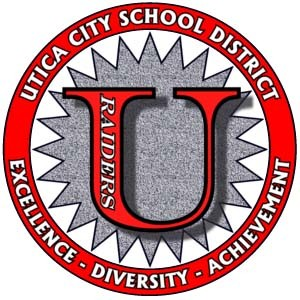 UTICA CITY SCHOOL DISTRICT
U
RAIDERS
EXCELLENCE - DIVERSITY - ACHIEVEMENT